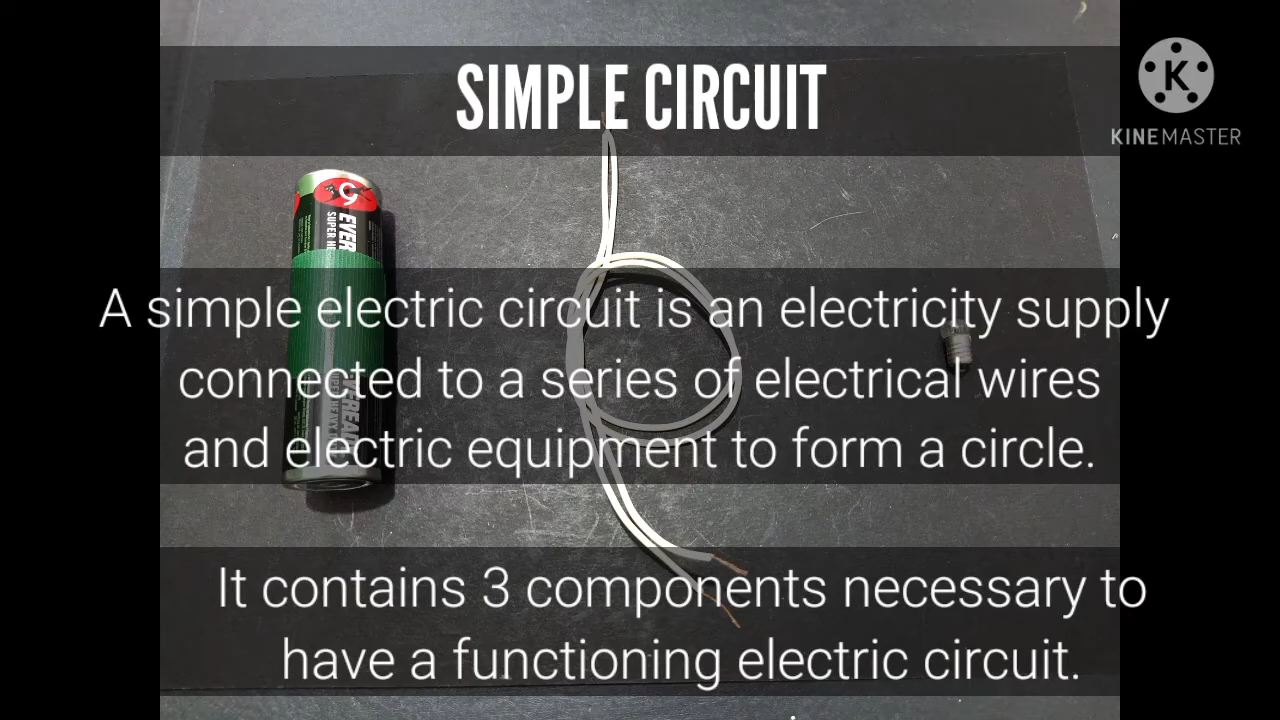 SIMPLE CIRCUIT
KINEMASTER
A simple electric circuit is an electricity supply
connected to a series of electrical wires
and electric equipment to form a circle.
It contains 3 components necessary to
have a functioning electric circuit.